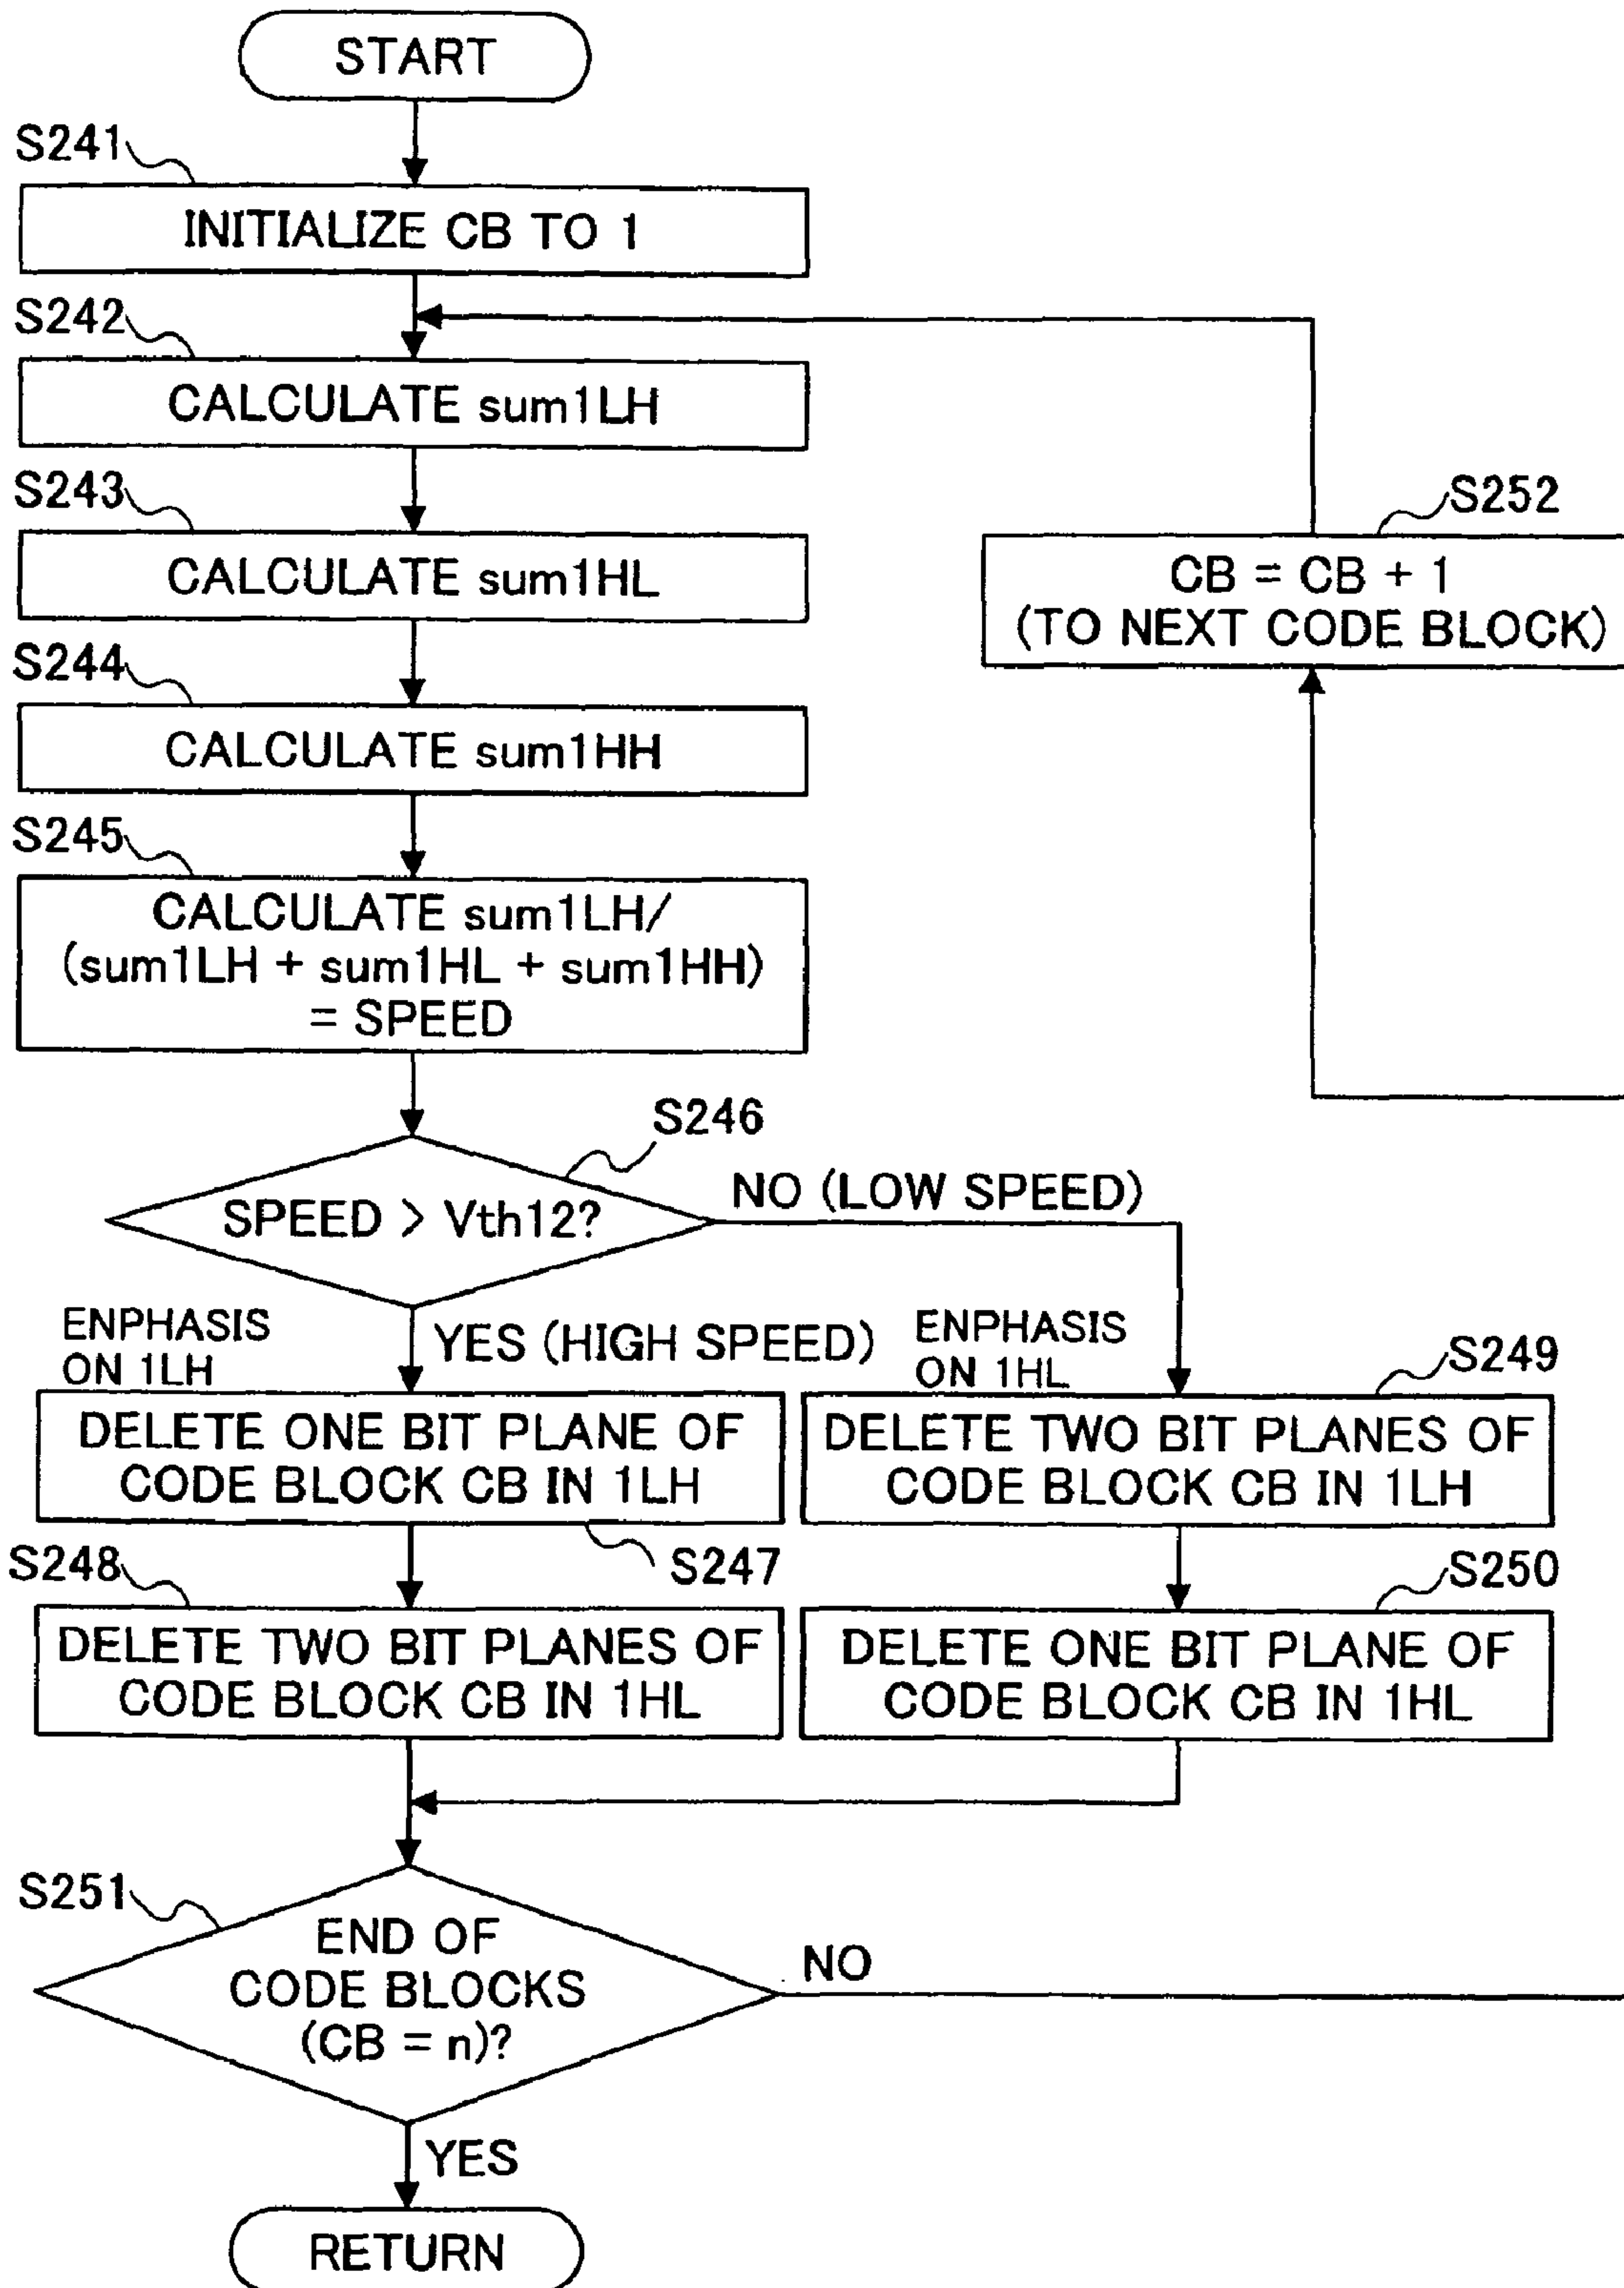 START
S241
INITIALIZE CB TO 1
S242
CALCULATE sum1LH
S243
CALCULATE sum1HL
S252
CB = CB + 1
(TO NEXT CODE BLOCK)
S244
CALCULATE sum1HH
S245
CALCULATE sum1LH/
(sum1LH + sum1HL + sum1HH)
= SPEED
S246
SPEED > Vth12?
NO (LOW SPEED)
ENPHASIS
ON 1LH
YES (HIGH SPEED)
ENPHASIS
ON 1HL
S249
DELETE ONE BIT PLANE OF
CODE BLOCK CB IN 1LH
S247
DELETE TWO BIT PLANES OF
CODE BLOCK CB IN 1LH
S248
DELETE TWO BIT PLANES OF
CODE BLOCK CB IN 1HL
S250
DELETE ONE BIT PLANE OF
CODE BLOCK CB IN 1HL
S251
END OF
CODE BLOCKS
(CB = n)?
NO
YES
RETURN